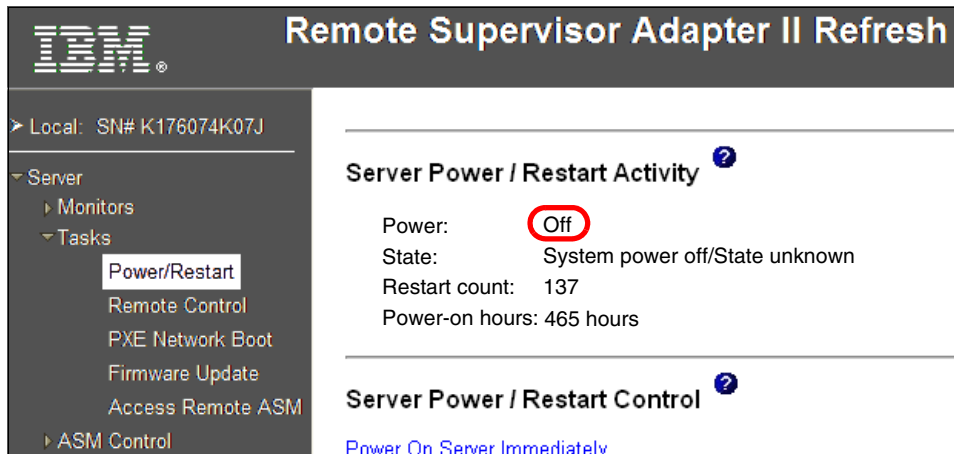 IBM®
Remote Supervisor Adapter II Refresh
Local: SN# K176074K07J
Server
Monitors
Tasks
Power/Restart
Remote Control
PXE Network Boot
Firmware Update
Access Remote ASM
ASM Control
Server Power / Restart Activity
Power: Off
State: System power off/State unknown
Restart count: 137
Power-on hours: 465 hours
Server Power / Restart Control
Power On Server Immediately